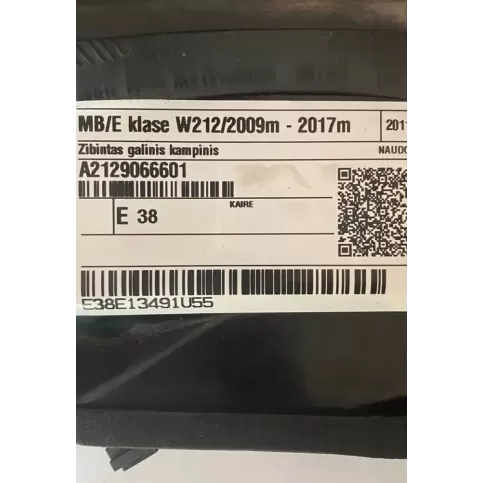 MB/E klase W212/2009m - 2017m
2011
Zibintas galinis kampinis
NAUDO
A2129066601
KAIRE
E 38
E38E13491U55